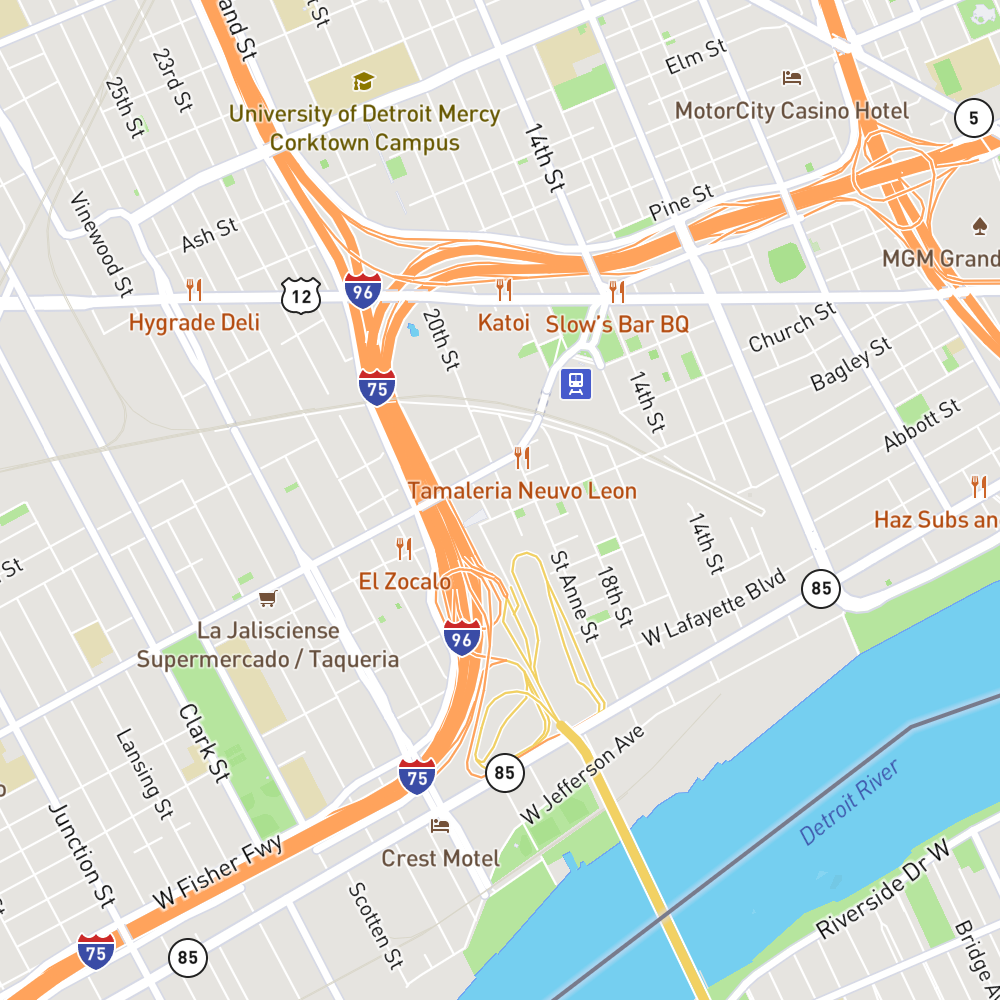 and St
St
23rd St
25th St
Elm St
University of Detroit Mercy
Corktown Campus
MotorCity Casino Hotel
5
14th St
Pine St
Vinewood St
Ash St
MGM Grand
12
96
Hygrade Deli
Katoi
Slow's Bar BQ
20th St
Church St
Bagley St
75
14th St
Abbott St
Tamaleria Neuvo Leon
Haz Subs an
14th St
El Zocalo
St
St Anne St
18th St
W Lafayette Blvd
85
La Jalisciense
Supermercado / Taqueria
96
Clark St
Lansing St
75
85
W Jefferson Ave
Detroit River
Junction St
Crest Motel
W Fisher Fwy
Riverside Dr W
Scotten St
Bridge A
75
85